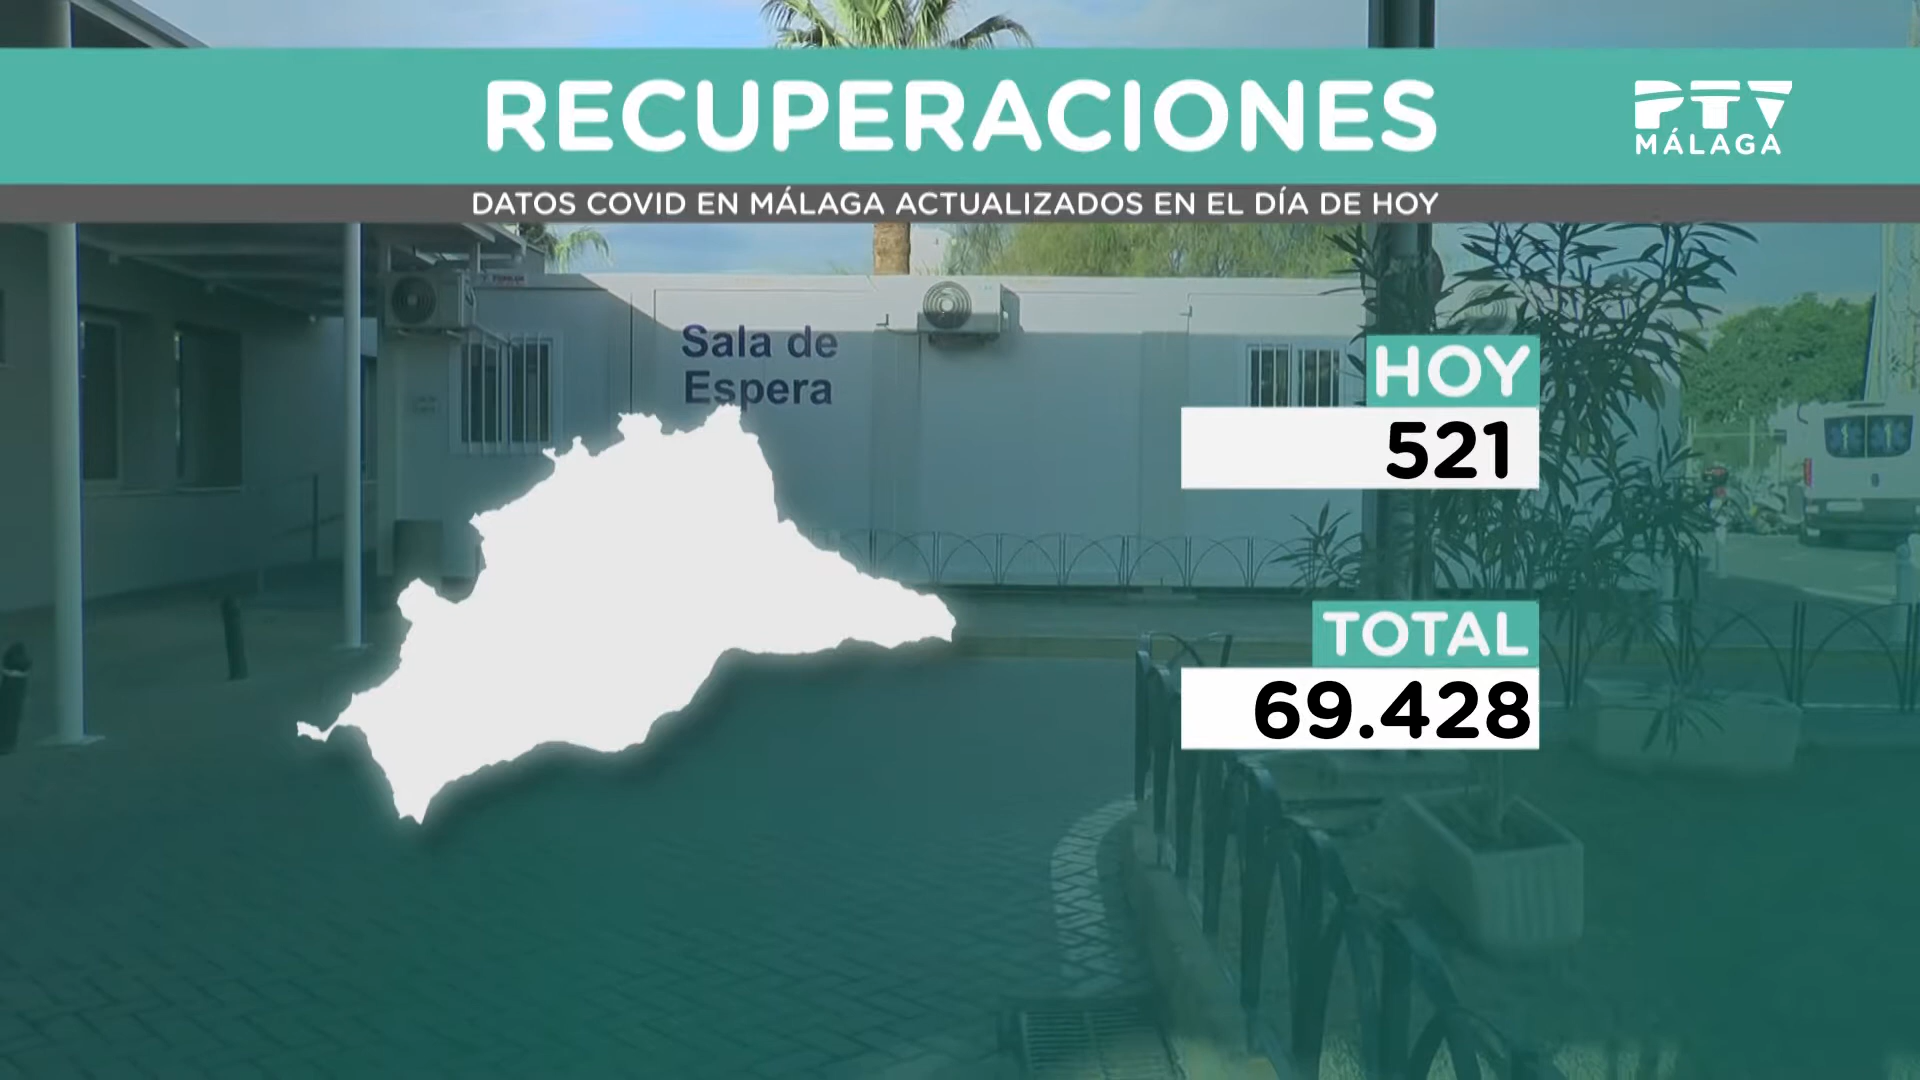 RECUPERACIONES
PTV
MÁLAGA
DATOS COVID EN MÁLAGA ACTUALIZADOS EN EL DÍA DE HOY
Sala de
Espera
HOY
521
TOTAL
69.428